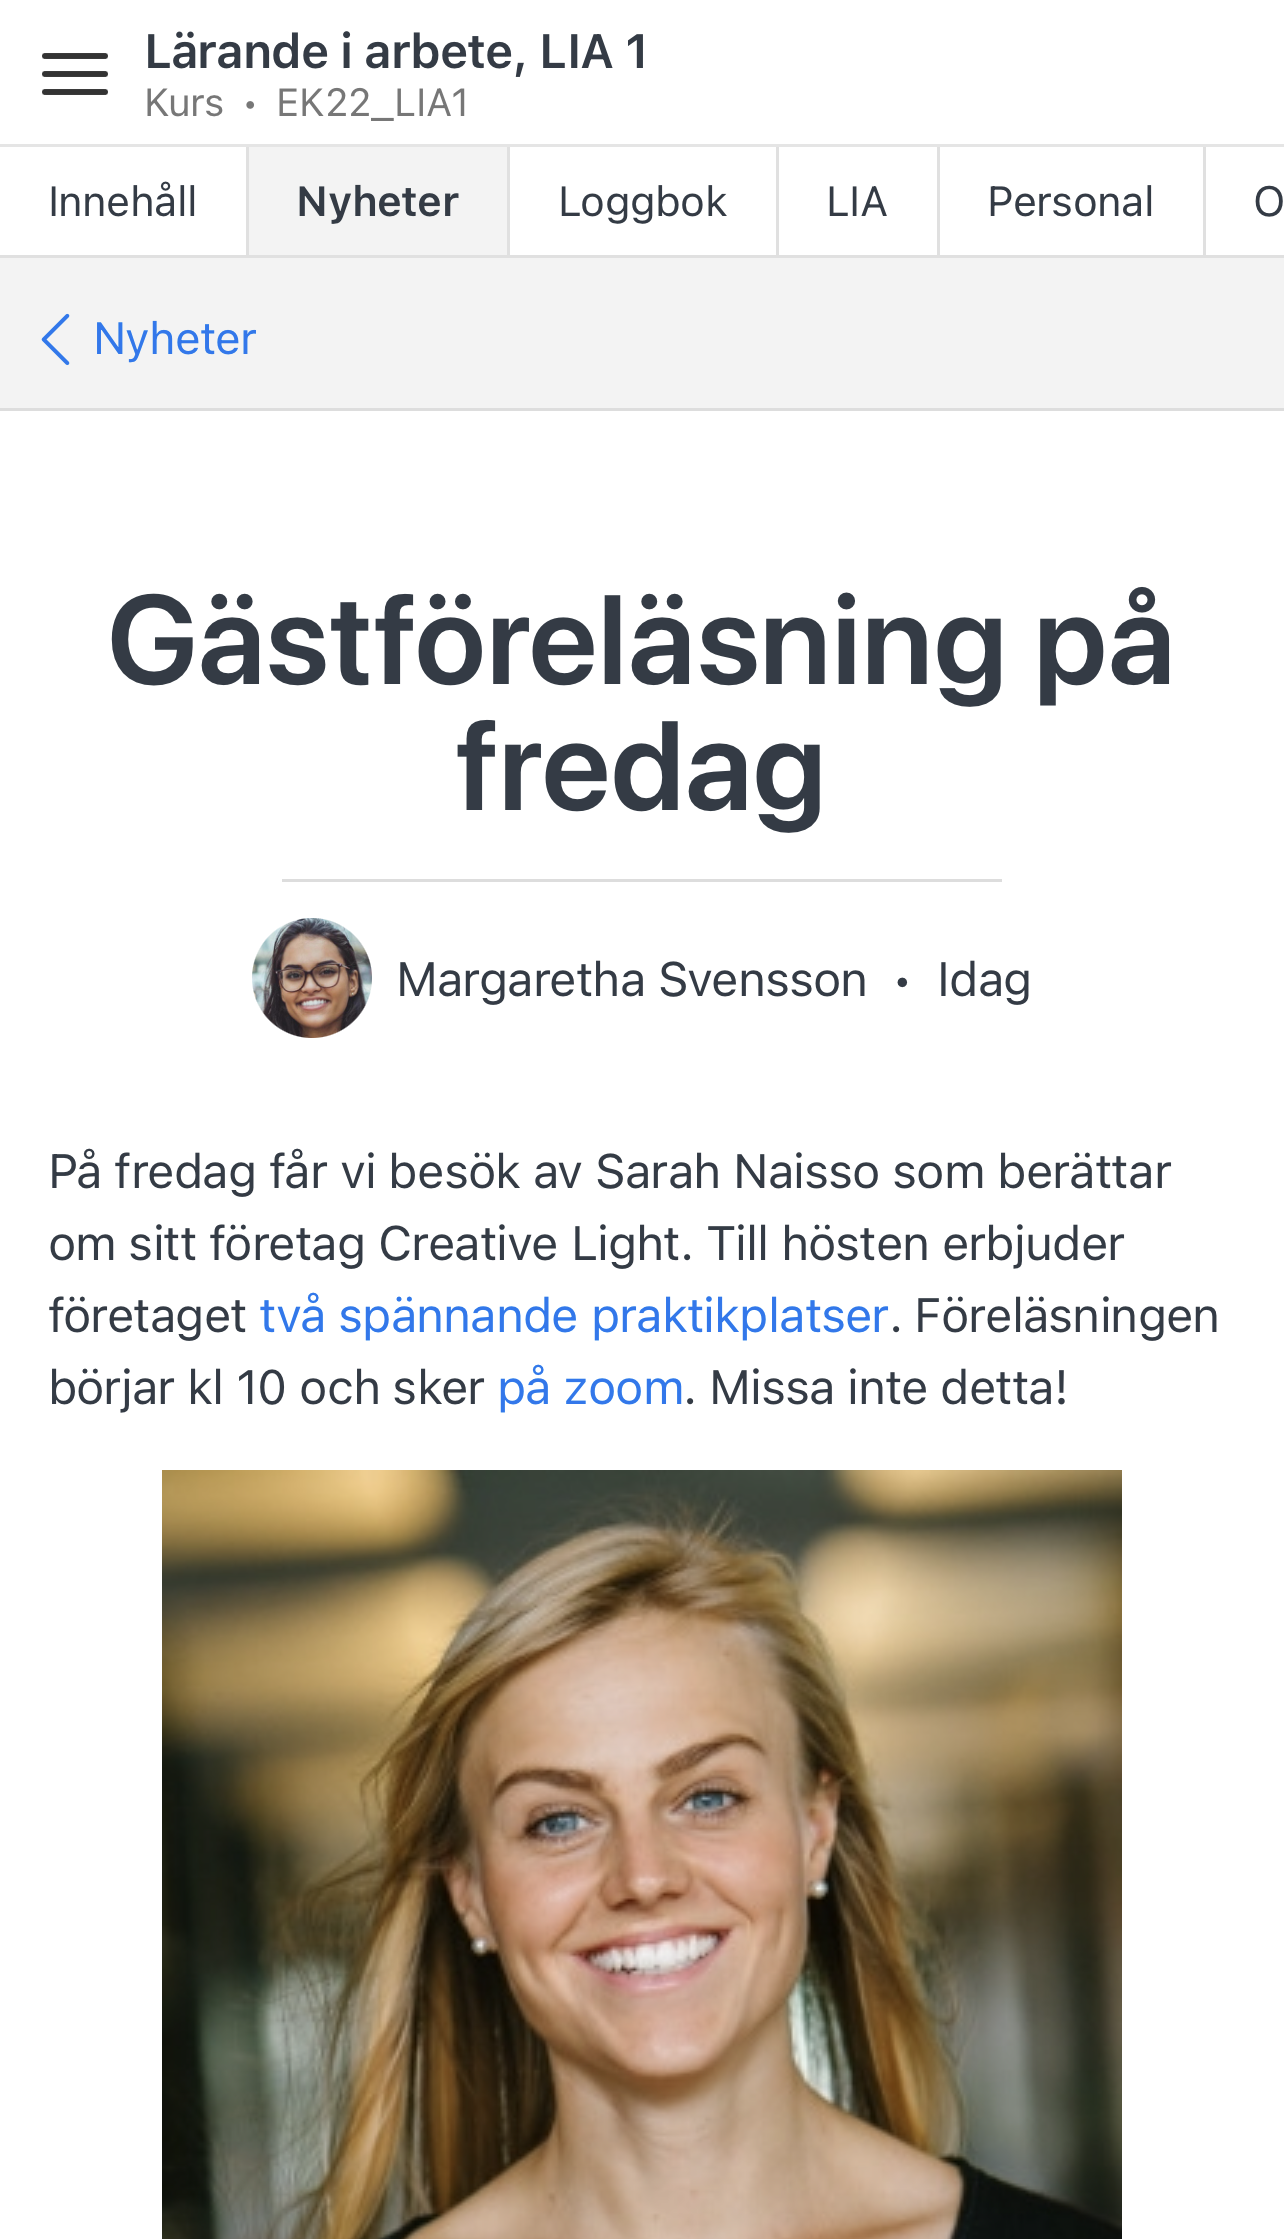 Lärande i arbete, LIA 1
Kurs • EK22_LIA1
Innehåll Nyheter Loggbok LIA Personal O
Nyheter
Gästföreläsning på
fredag
Margaretha Svensson • Idag
På fredag får vi besök av Sarah Naisso som berättar
om sitt företag Creative Light. Till hösten erbjuder
företaget två spännande praktikplatser. Föreläsningen
börjar kl 10 och sker på zoom. Missa inte detta!